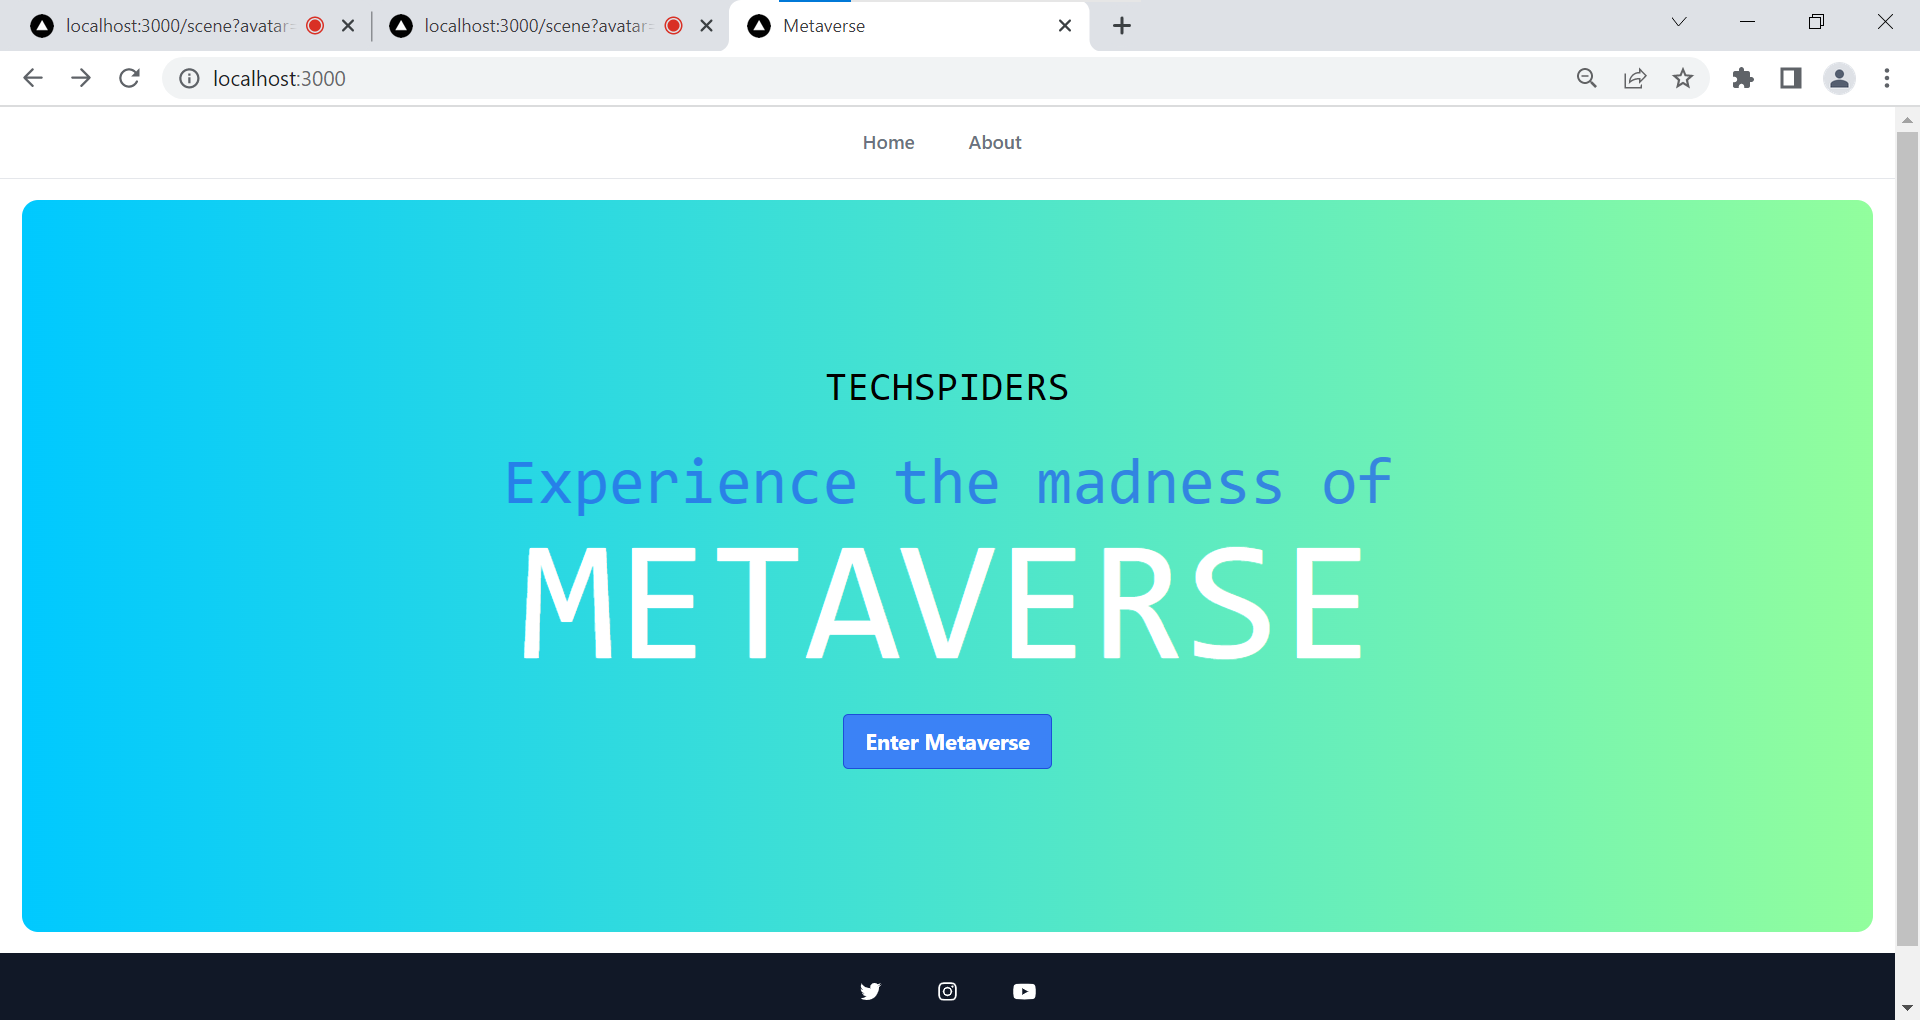 localhost:3000/scene?avatar= localhost:3000/scene?avatar= Metaverse
localhost:3000
Home About
TECHSPIDERS
Experience the madness of
METAVERSE
Enter Metaverse